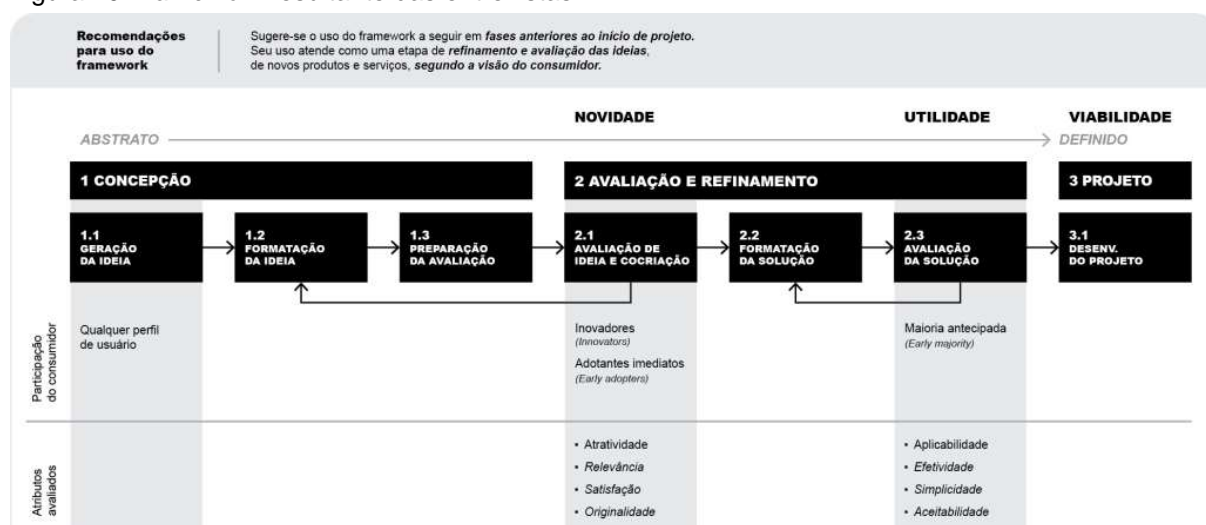 Recomendações
para uso do
framework
Sugere-se o uso do framework a seguir em fases anteriores ao início de projeto.
Seu uso atende como uma etapa de refinamento e avaliação das ideias,
de novos produtos e serviços, segundo a visão do consumidor.
NOVIDADE
UTILIDADE
VIABILIDADE
ABSTRATO
DEFINIDO
1 CONCEPÇÃO
2 AVALIAÇÃO E REFINAMENTO
3 PROJETO
1.1
GERAÇÃO
DA IDEIA
1.2
FORMATAÇÃO
DA IDEIA
1.3
PREPARAÇÃO
DA AVALIAÇÃO
2.1
AVALIAÇÃO DE
IDEIA E COCRIAÇÃO
2.2
FORMATAÇÃO
DA SOLUÇÃO
2.3
AVALIAÇÃO
DA SOLUÇÃO
3.1
DESENV.
DO PROJETO
Participação
do consumidor
Qualquer perfil
de usuário
Inovadores
(Innovators)
Adotantes imediatos
(Early adopters)
Maioria antecipada
(Early majority)
Atributos
avaliados
• Atratividade
• Relevância
• Satisfação
• Originalidade
• Aplicabilidade
• Efetividade
• Simplicidade
• Aceitabilidade